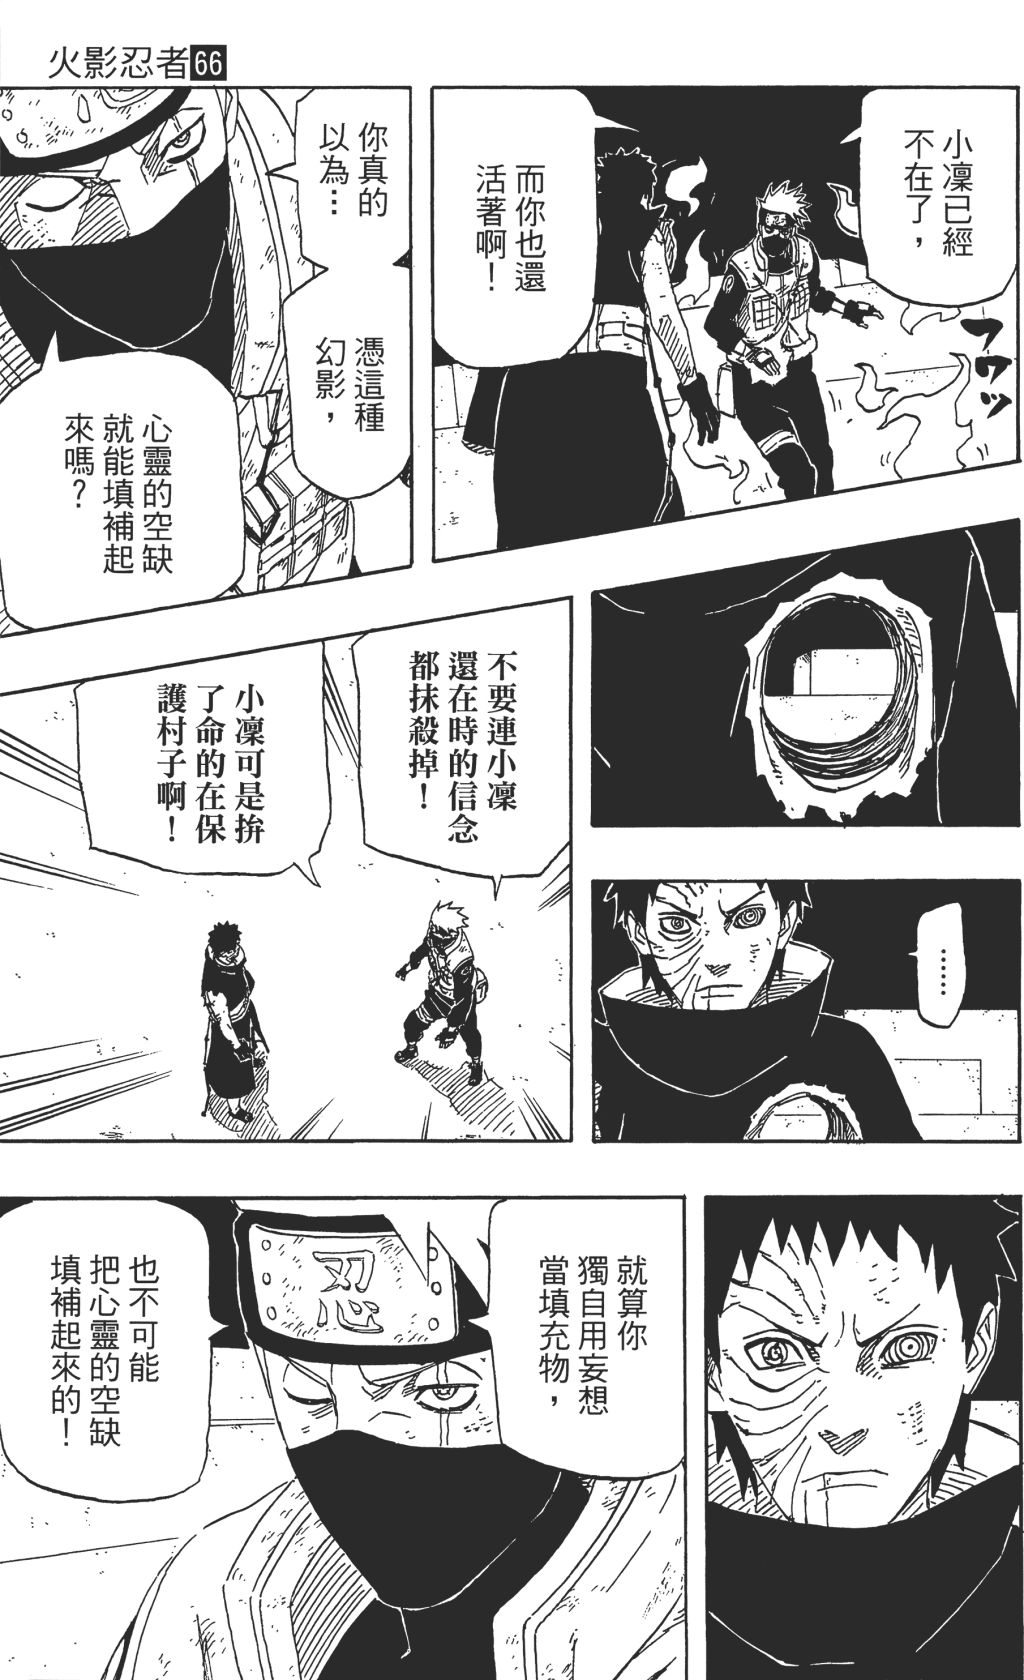 火影忍者66
小凜已經
不在了，
而你也還
活著啊！
フワッ
你真的
以為…
憑這種
幻影，
心靈的空缺
就能填補起
來嗎？
……
不要連小凜
還在時的信念
都抹殺掉！
小凜可是拚
了命的在保
護村子啊！
就算你
獨自用妄想
當填充物，
忍
也不可能
把心靈的空缺
填補起來的！